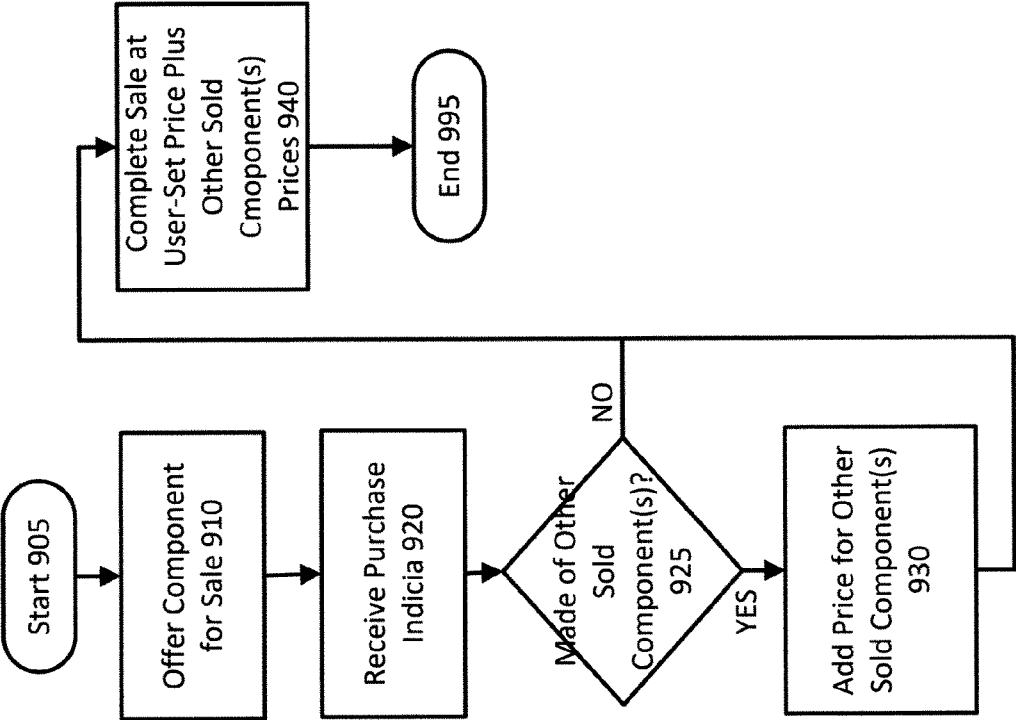 Start 905
Offer Component
for Sale 910
Receive Purchase
Indicia 920
Made of Other
Sold
Component(s)?
925
NO
YES
Add Price for Other
Sold Component(s)
930
Complete Sale at
User-Set Price Plus
Other Sold
Cmoponent(s)
Prices 940
End 995